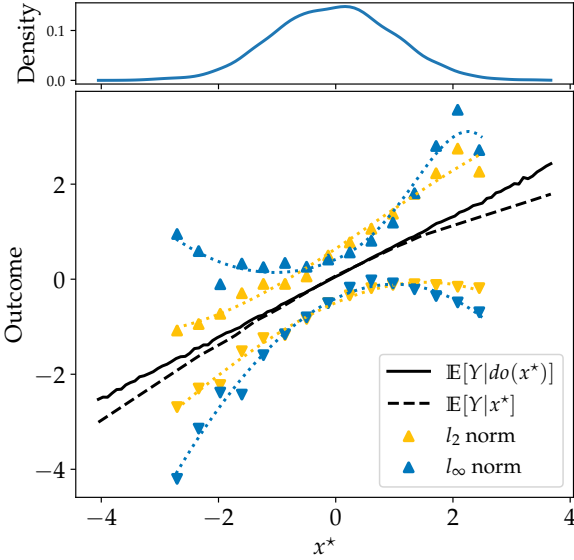 Density
0.1
0.0
Outcome
2
0
−2
−4
𝔼[Y|do(x⋆)]
𝔼[Y|x⋆]
l₂ norm
l∞ norm
−4 −2 0 2 4
x⋆